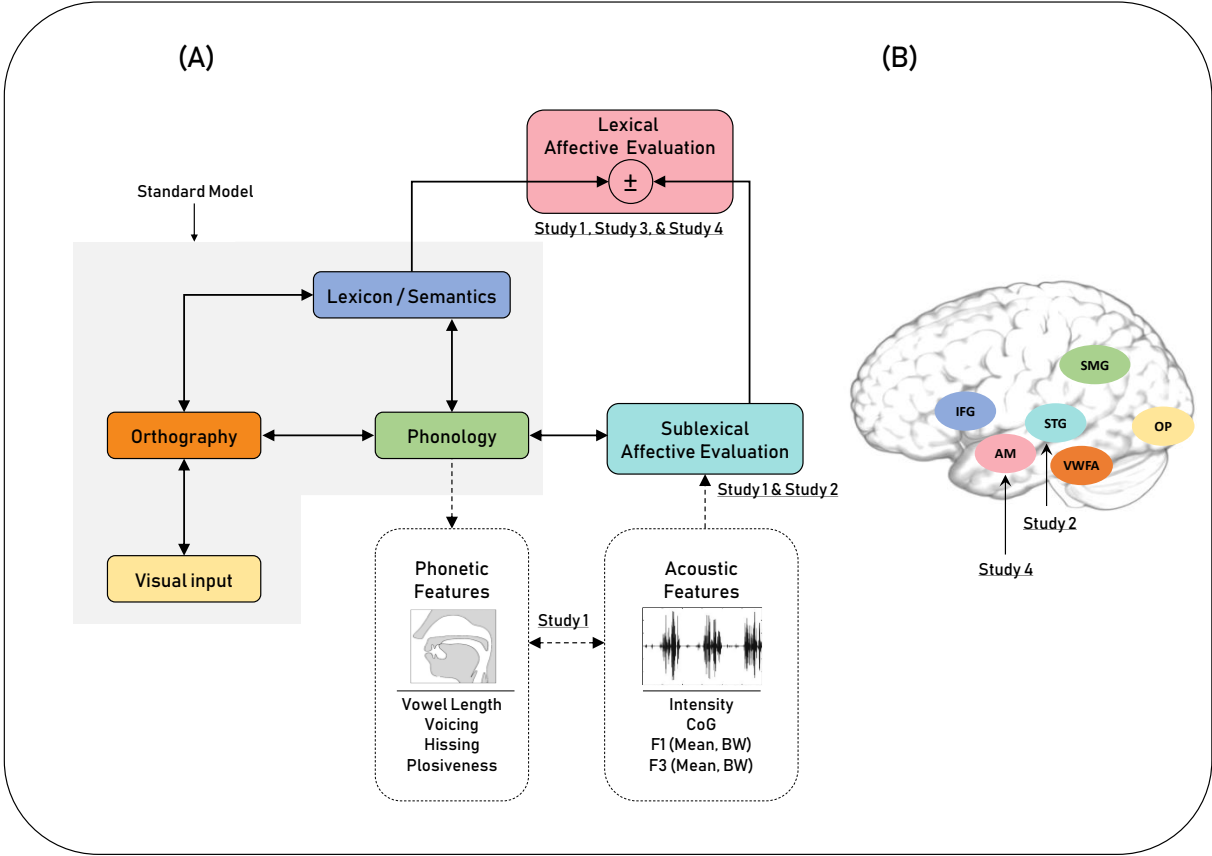 (A)
(B)
Lexical
Affective Evaluation
±
Study 1, Study 3, & Study 4
Standard Model
Lexicon / Semantics
Orthography
Phonology
Sublexical
Affective Evaluation
Study 1 & Study 2
Visual input
Phonetic
Features
Vowel Length
Voicing
Hissing
Plosiveness
Study 1
Acoustic
Features
Intensity
CoG
F1 (Mean, BW)
F3 (Mean, BW)
SMG
IFG
STG
OP
AM
VWFA
Study 2
Study 4